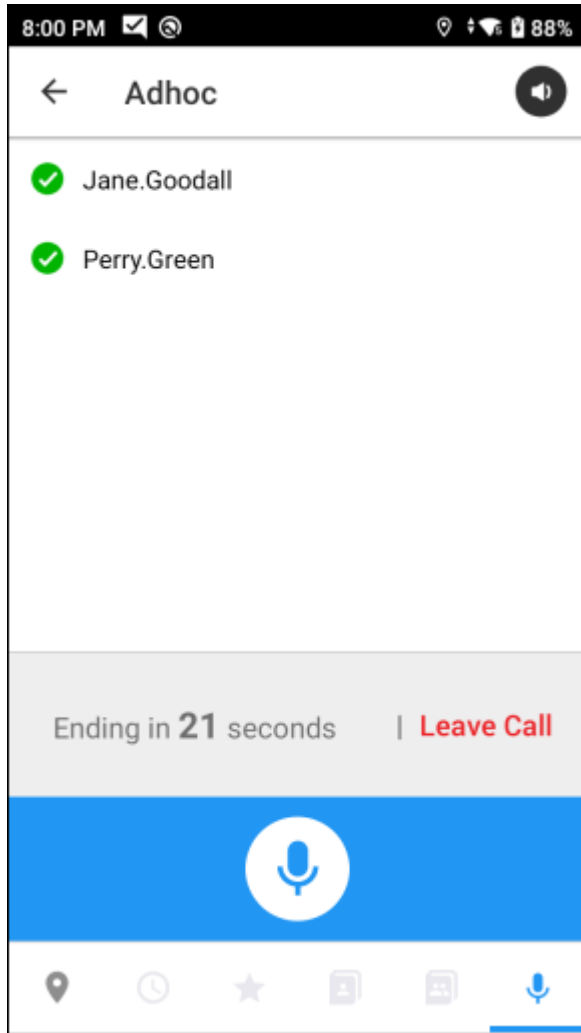 8:00 PM 88%
Adhoc
Jane.Goodall
Perry.Green
Ending in 21 seconds | Leave Call